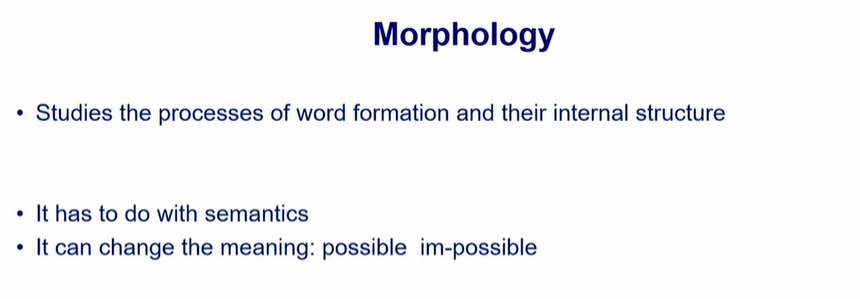 Morphology
• Studies the processes of word formation and their internal structure
• It has to do with semantics
• It can change the meaning: possible  im-possible